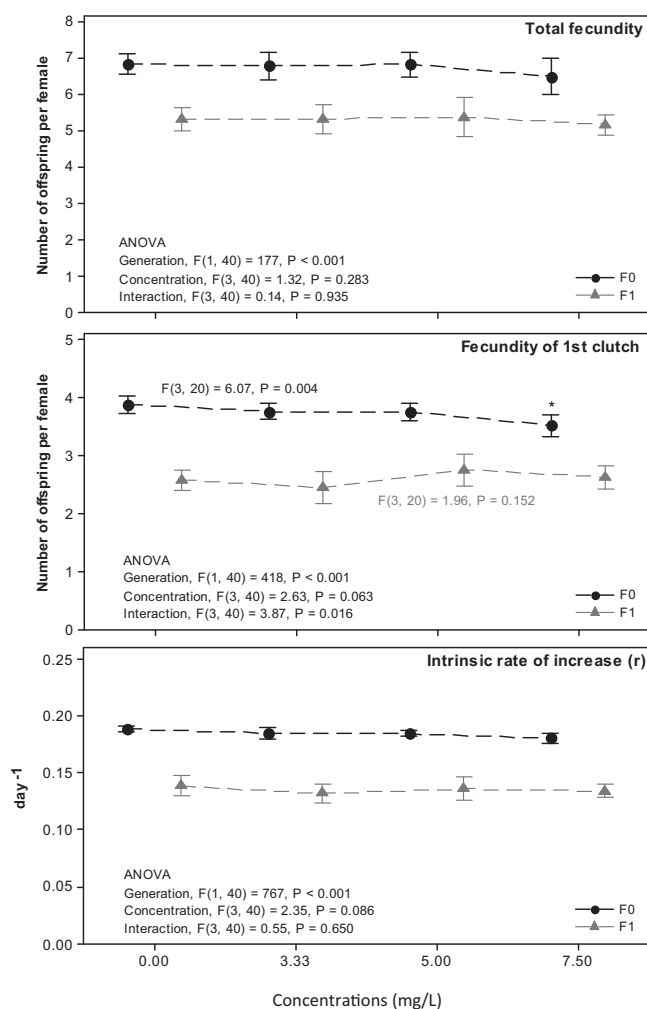 Total fecundity
8
7
6
5
4
3
2
1
0
Number of offspring per female
ANOVA
Generation, F(1, 40) = 177, P < 0.001
Concentration, F(3, 40) = 1.32, P = 0.283
Interaction, F(3, 40) = 0.14, P = 0.935
F0
F1
Fecundity of 1st clutch
5
4
3
2
1
0
Number of offspring per female
F(3, 20) = 6.07, P = 0.004
*
F(3, 20) = 1.96, P = 0.152
ANOVA
Generation, F(1, 40) = 418, P < 0.001
Concentration, F(3, 40) = 2.63, P = 0.063
Interaction, F(3, 40) = 3.87, P = 0.016
F0
F1
Intrinsic rate of increase (r)
0.25
0.20
0.15
0.10
0.05
0.00
day -1
ANOVA
Generation, F(1, 40) = 767, P < 0.001
Concentration, F(3, 40) = 2.35, P = 0.086
Interaction, F(3, 40) = 0.55, P = 0.650
F0
F1
0.00 3.33 5.00 7.50
Concentrations (mg/L)